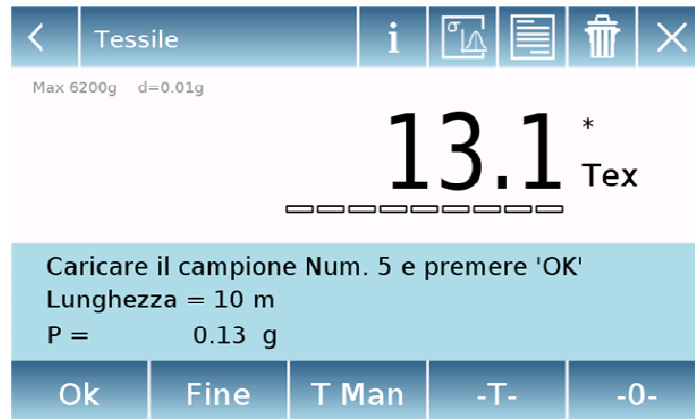 Tessile i σ
Max 6200g d=0.01g
13.1 *
Tex
Caricare il campione Num. 5 e premere 'OK'
Lunghezza = 10 m
P = 0.13 g
Ok Fine T Man -T- -0-